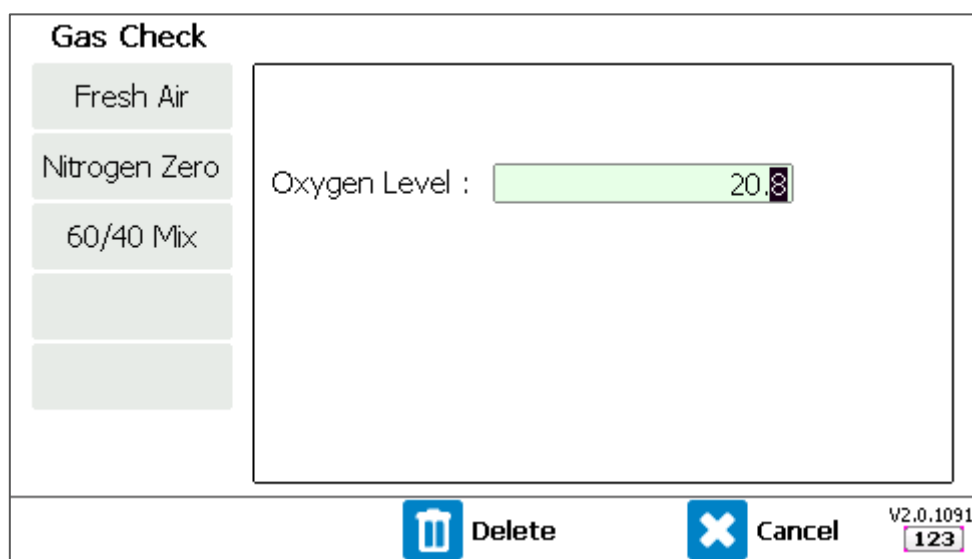 Gas Check
Fresh Air
Nitrogen Zero
60/40 Mix
Oxygen Level :
20.8
Delete
Cancel
V2.0.1091
123